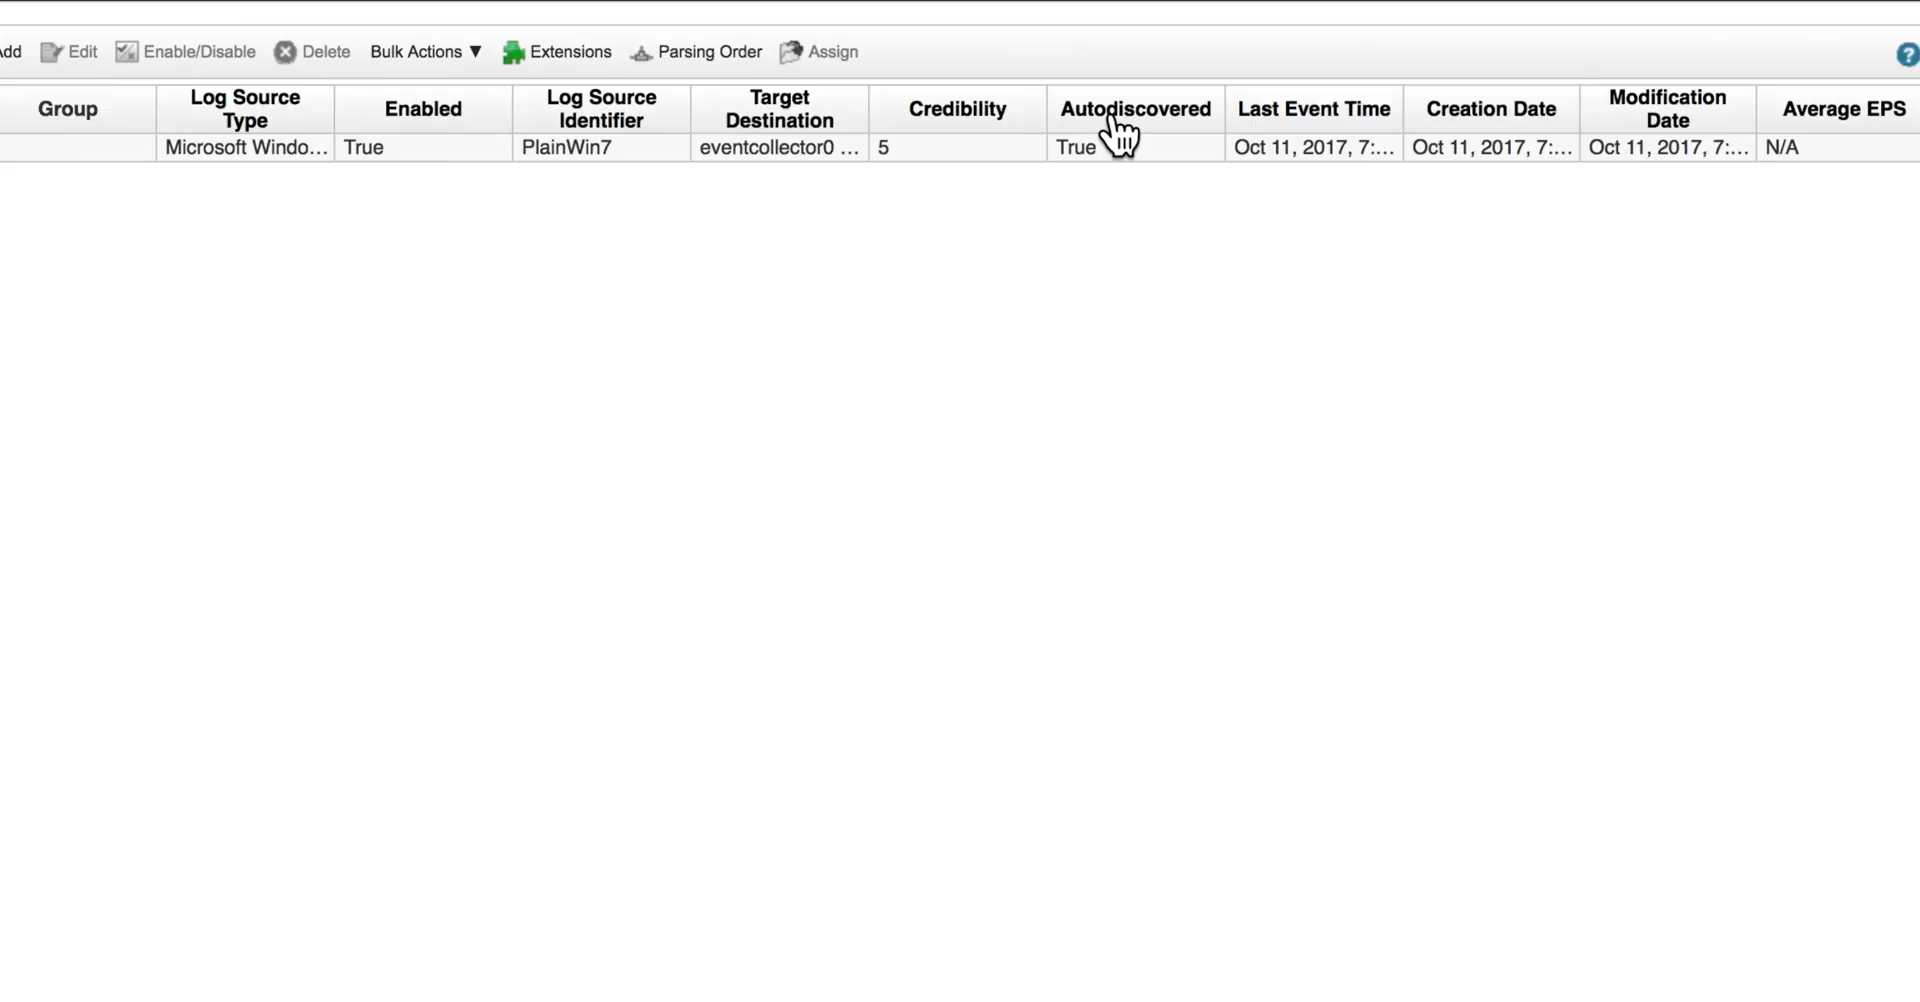 Add Edit Enable/Disable Delete Bulk Actions ▼ Extensions Parsing Order Assign ?
Group Log Source Type Enabled Log Source Identifier Target Destination Credibility Autodiscovered Last Event Time Creation Date Modification Date Average EPS
Microsoft Windo... True PlainWin7 eventcollector0 ... 5 True Oct 11, 2017, 7:... Oct 11, 2017, 7:... Oct 11, 2017, 7:... N/A